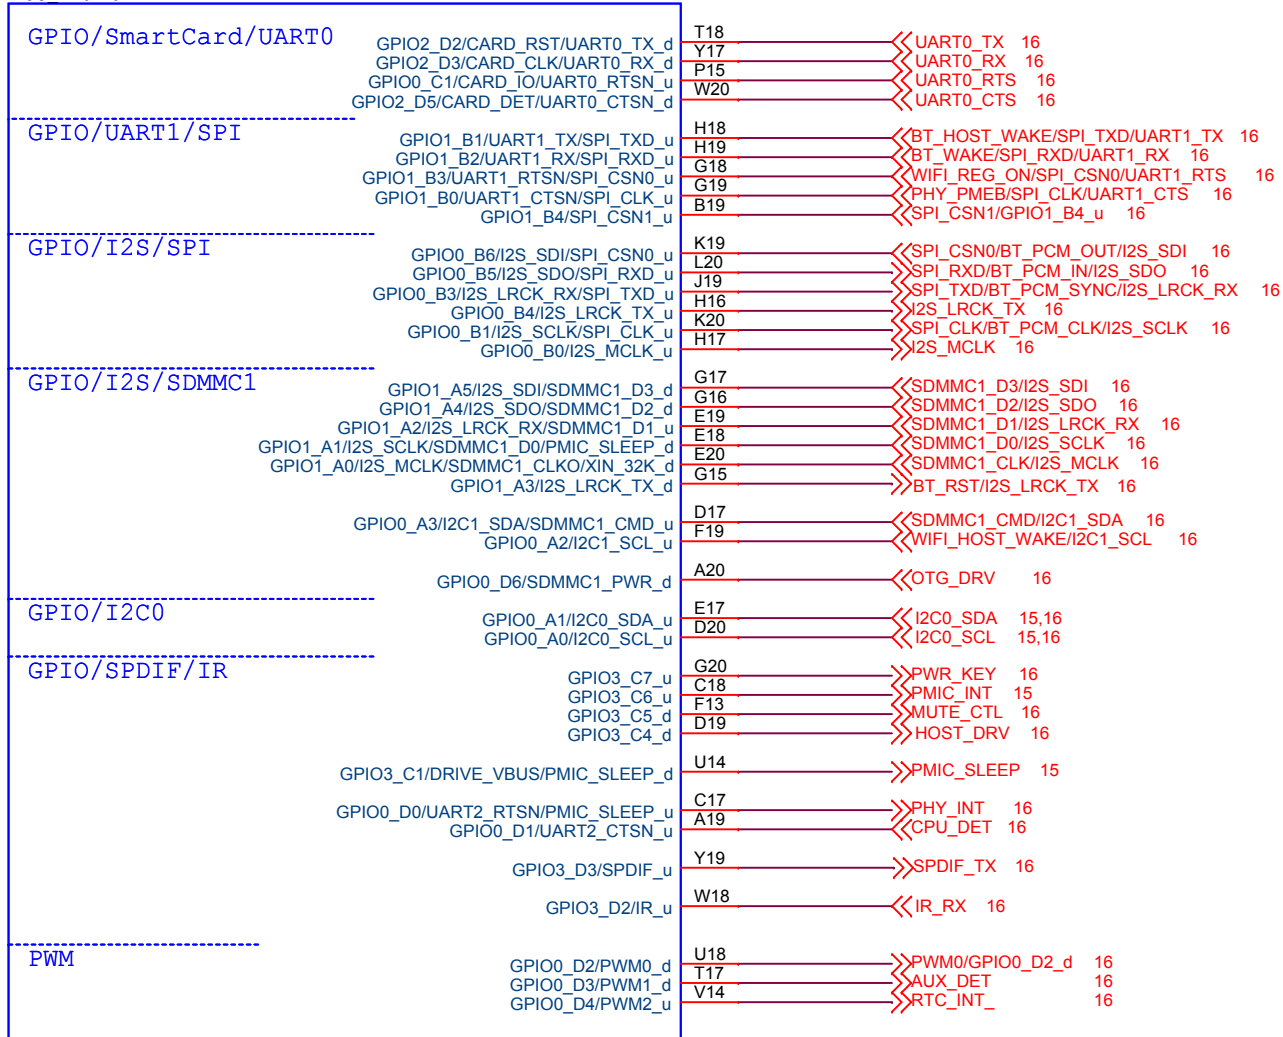 GPIO/SmartCard/UART0
GPIO2_D2/CARD_RST/UART0_TX_d T18 UART0_TX 16
GPIO2_D3/CARD_CLK/UART0_RX_d Y17 UART0_RX 16
GPIO0_C1/CARD_IO/UART0_RTSN_u P15 UART0_RTS 16
GPIO2_D5/CARD_DET/UART0_CTSN_d W20 UART0_CTS 16
GPIO/UART1/SPI
GPIO1_B1/UART1_TX/SPI_TXD_u H18 BT_HOST_WAKE/SPI_TXD/UART1_TX 16
GPIO1_B2/UART1_RX/SPI_RXD_u H19 BT_WAKE/SPI_RXD/UART1_RX 16
GPIO1_B3/UART1_RTSN/SPI_CSN0_u G18 WIFI_REG_ON/SPI_CSN0/UART1_RTS 16
GPIO1_B0/UART1_CTSN/SPI_CLK_u G19 PHY_PMEB/SPI_CLK/UART1_CTS 16
GPIO1_B4/SPI_CSN1_u B19 SPI_CSN1/GPIO1_B4_u 16
GPIO/I2S/SPI
GPIO0_B6/I2S_SDI/SPI_CSN0_u K19 SPI_CSN0/BT_PCM_OUT/I2S_SDI 16
GPIO0_B5/I2S_SDO/SPI_RXD_u L20 SPI_RXD/BT_PCM_IN/I2S_SDO 16
GPIO0_B3/I2S_LRCK_RX/SPI_TXD_u J19 SPI_TXD/BT_PCM_SYNC/I2S_LRCK_RX 16
GPIO0_B4/I2S_LRCK_TX_u H16 I2S_LRCK_TX 16
GPIO0_B1/I2S_SCLK/SPI_CLK_u K20 SPI_CLK/BT_PCM_CLK/I2S_SCLK 16
GPIO0_B0/I2S_MCLK_u H17 I2S_MCLK 16
GPIO/I2S/SDMMC1
GPIO1_A5/I2S_SDI/SDMMC1_D3_d G17 SDMMC1_D3/I2S_SDI 16
GPIO1_A4/I2S_SDO/SDMMC1_D2_d G16 SDMMC1_D2/I2S_SDO 16
GPIO1_A2/I2S_LRCK_RX/SDMMC1_D1_u E19 SDMMC1_D1/I2S_LRCK_RX 16
GPIO1_A1/I2S_SCLK/SDMMC1_D0/PMIC_SLEEP_d E18 SDMMC1_D0/I2S_SCLK 16
GPIO1_A0/I2S_MCLK/SDMMC1_CLKO/XIN_32K_d E20 SDMMC1_CLK/I2S_MCLK 16
GPIO1_A3/I2S_LRCK_TX_d G15 BT_RST/I2S_LRCK_TX 16
GPIO0_A3/I2C1_SDA/SDMMC1_CMD_u D17 SDMMC1_CMD/I2C1_SDA 16
GPIO0_A2/I2C1_SCL_u F19 WIFI_HOST_WAKE/I2C1_SCL 16
GPIO0_D6/SDMMC1_PWR_d A20 OTG_DRV 16
GPIO/I2C0
GPIO0_A1/I2C0_SDA_u E17 I2C0_SDA 15,16
GPIO0_A0/I2C0_SCL_u D20 I2C0_SCL 15,16
GPIO/SPDIF/IR
GPIO3_C7_u G20 PWR_KEY 16
GPIO3_C6_u C18 PMIC_INT 15
GPIO3_C5_d F13 MUTE_CTL 16
GPIO3_C4_d D19 HOST_DRV 16
GPIO3_C1/DRIVE_VBUS/PMIC_SLEEP_d U14 PMIC_SLEEP 15
GPIO0_D0/UART2_RTSN/PMIC_SLEEP_u C17 PHY_INT 16
GPIO0_D1/UART2_CTSN_u A19 CPU_DET 16
GPIO3_D3/SPDIF_u Y19 SPDIF_TX 16
GPIO3_D2/IR_u W18 IR_RX 16
PWM
GPIO0_D2/PWM0_d U18 PWM0/GPIO0_D2_d 16
GPIO0_D3/PWM1_d T17 AUX_DET 16
GPIO0_D4/PWM2_u V14 RTC_INT_ 16